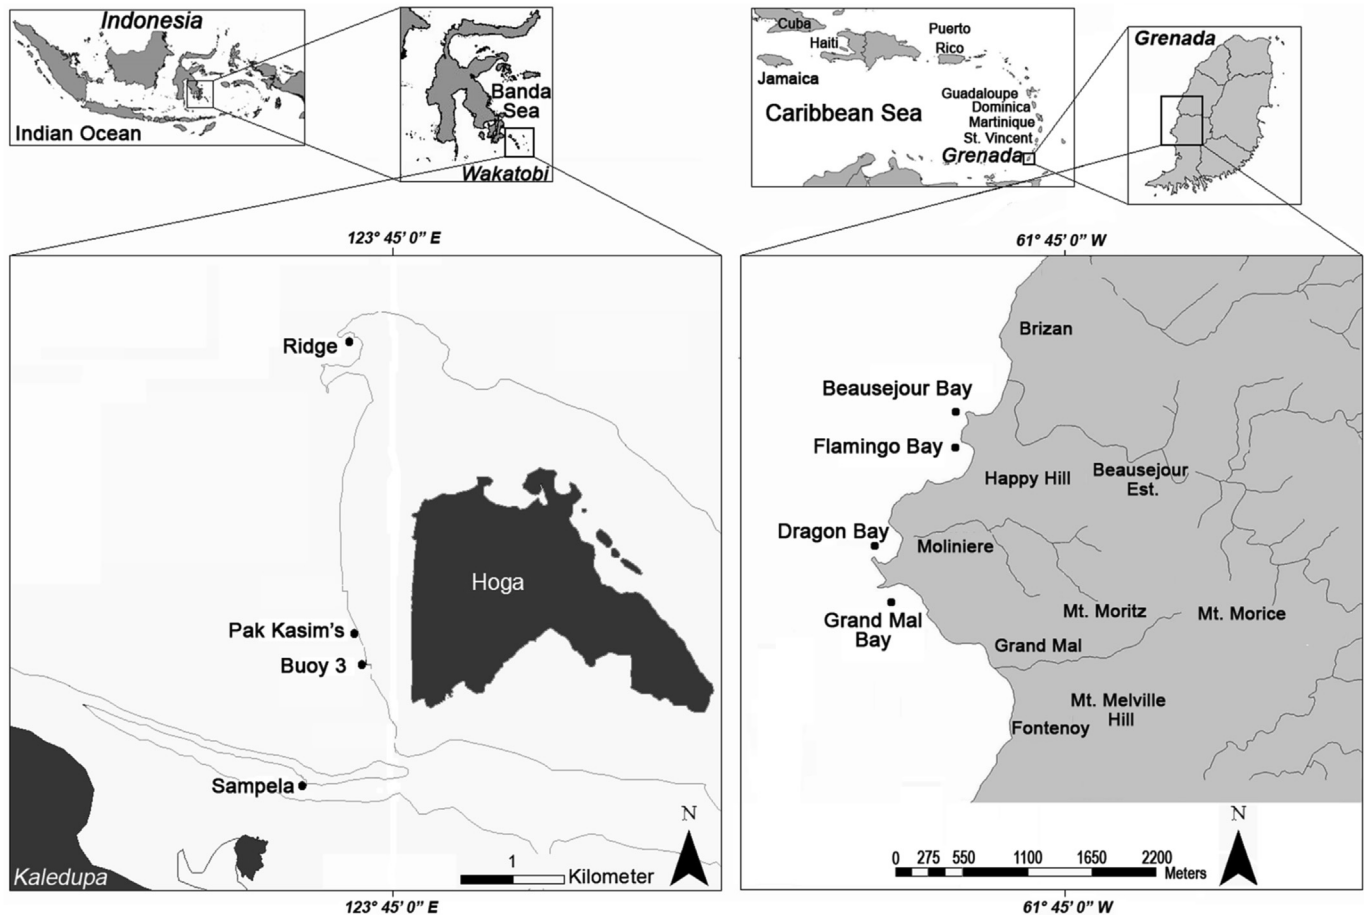 Indonesia
Indian Ocean
Banda
Sea
Wakatobi
Cuba
Haiti
Puerto
Rico
Jamaica
Caribbean Sea
Guadaloupe
Dominica
Martinique
St. Vincent
Grenada
Grenada
123° 45' 0" E
Ridge
Hoga
Pak Kasim's
Buoy 3
Sampela
Kaledupa
N
1
Kilometer
123° 45' 0" E
61° 45' 0" W
Brizan
Beausejour Bay
Flamingo Bay
Happy Hill
Beausejour
Est.
Dragon Bay
Moliniere
Grand Mal
Bay
Mt. Moritz
Mt. Morice
Grand Mal
Mt. Melville
Hill
Fontenoy
N
0 275 550 1100 1650 2200
Meters
61° 45' 0" W